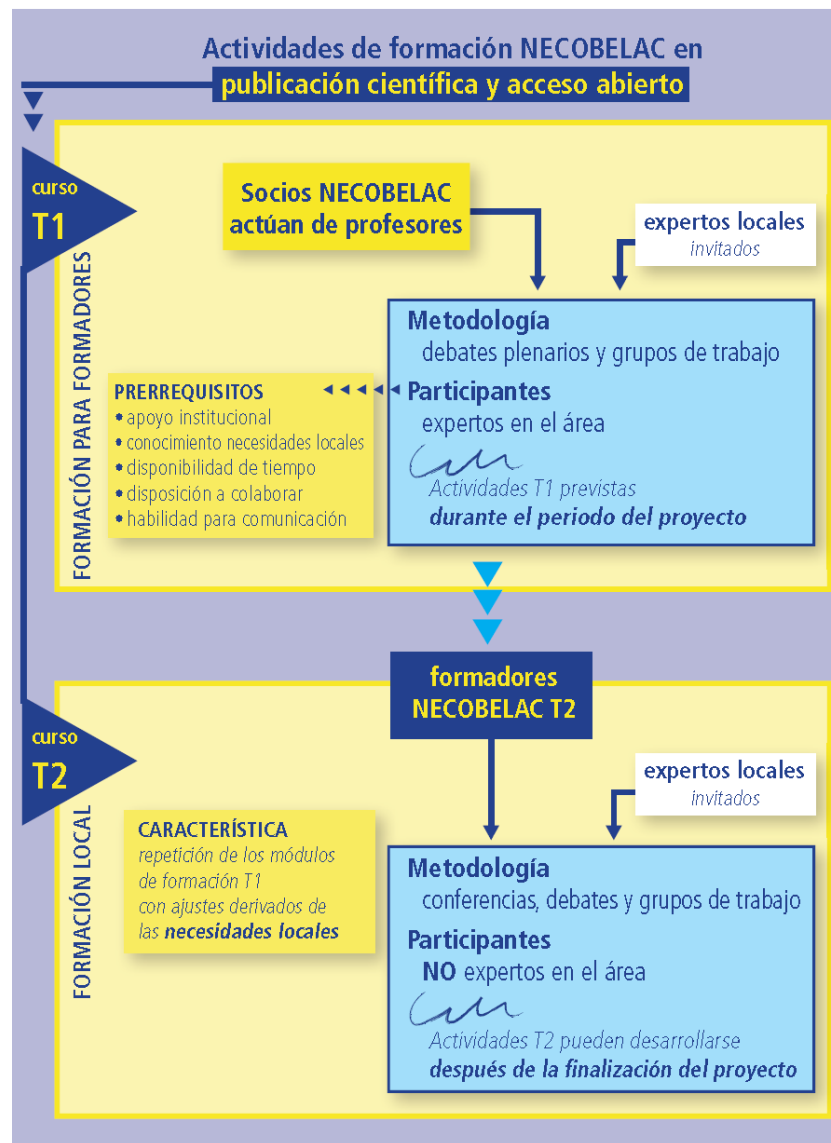 Actividades de formación NECOBELAC en
publicación científica y acceso abierto
curso
T1
FORMACIÓN PARA FORMADORES
Socios NECOBELAC
actúan de profesores
expertos locales
invitados
Metodología
debates plenarios y grupos de trabajo
Participantes
expertos en el área
Actividades T1 previstas
durante el periodo del proyecto
PRERREQUISITOS
• apoyo institucional
• conocimiento necesidades locales
• disponibilidad de tiempo
• disposición a colaborar
• habilidad para comunicación
formadores
NECOBELAC T2
curso
T2
FORMACIÓN LOCAL
expertos locales
invitados
CARACTERÍSTICA
repetición de los módulos
de formación T1
con ajustes derivados de
las necesidades locales
Metodología
conferencias, debates y grupos de trabajo
Participantes
NO expertos en el área
Actividades T2 pueden desarrollarse
después de la finalización del proyecto